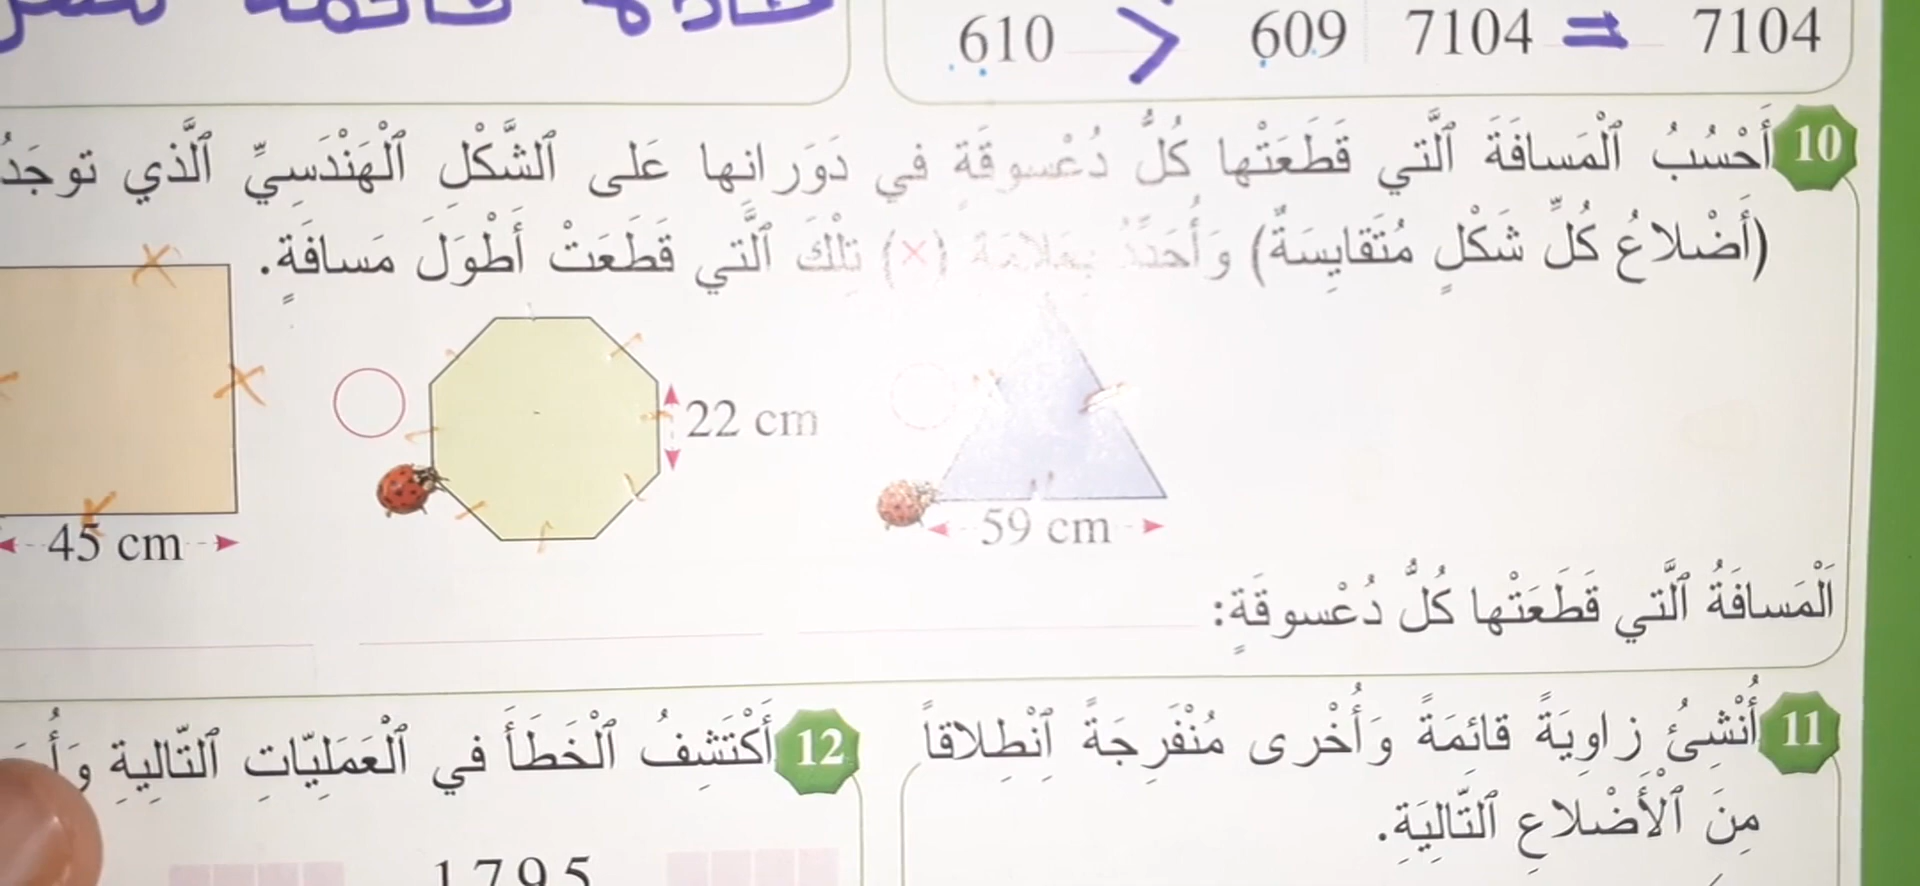 610 > 609 7104 = 7104
10 أَحْسُبُ ٱلْمَسافَةَ ٱلَّتي قَطَعَتْها كُلُّ دُعْسوقَةٍ في دَوَرانِها عَلى ٱلشَّكْلِ ٱلْهَنْدَسِيِّ ٱلَّذي توجَدُ
(أَضْلاعُ كُلِّ شَكْلٍ مُتَقايِسَةٌ) وَأُحَدِّدُ بِعَلامَةِ (×) تِلْكَ ٱلَّتي قَطَعَتْ أَطْوَلَ مَسافَةٍ.
59 cm
22 cm
45 cm
ٱلْمَسافَةُ ٱلَّتي قَطَعَتْها كُلُّ دُعْسوقَةٍ:
11 أُنْشِئُ زاوِيَةً قائِمَةً وَأُخْرى مُنْفَرِجَةً ٱنْطِلاقاً
مِنَ ٱلْأَضْلاعِ ٱلتّالِيَةِ.
12 أَكْتَشِفُ ٱلْخَطَأَ في ٱلْعَمَلِيّاتِ ٱلتّالِيَةِ
1795